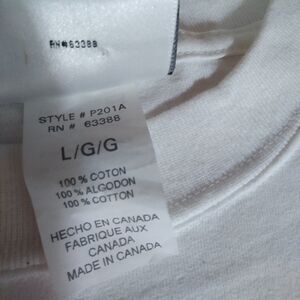 RN#63388
STYLE # P201A
RN # 63388
L/G/G
100 % COTON
100 % ALGODON
100 % COTTON
HECHO EN CANADA
FABRIQUE AUX
CANADA
MADE IN CANADA